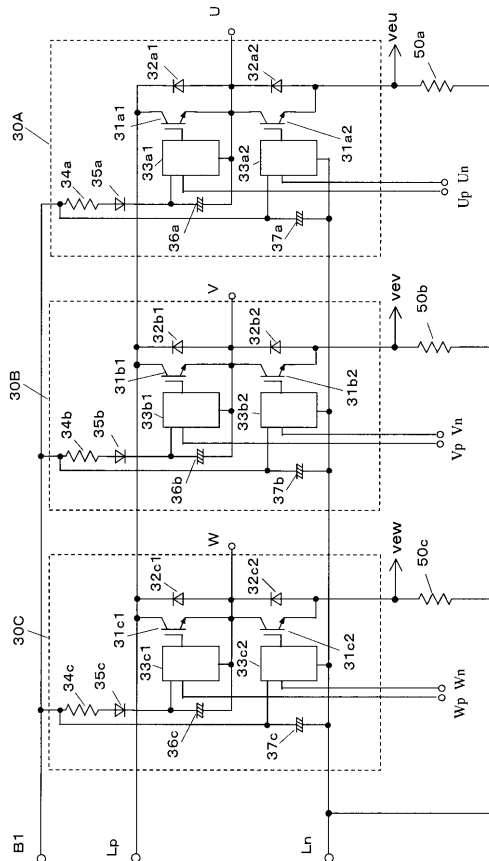 30A
34a
35a
33a1
31a1
32a1
U
33a2
32a2
31a2
36a
37a
Up
Un
veu
50a
30B
34b
35b
33b1
31b1
32b1
V
33b2
32b2
31b2
36b
37b
Vp
Vn
vev
50b
30C
34c
35c
33c1
31c1
32c1
W
33c2
32c2
31c2
36c
37c
Wp
Wn
vew
50c
B1
Lp
Ln